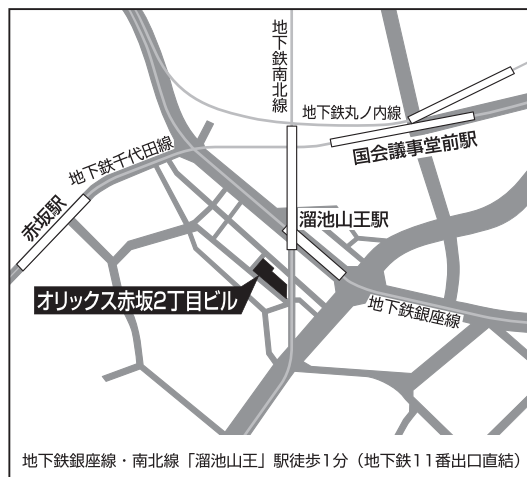 地下鉄南北線
地下鉄丸ノ内線
国会議事堂前駅
地下鉄千代田線
赤坂駅
溜池山王駅
オリックス赤坂2丁目ビル
地下鉄銀座線
地下鉄銀座線・南北線「溜池山王」駅徒歩1分（地下鉄11番出口直結）